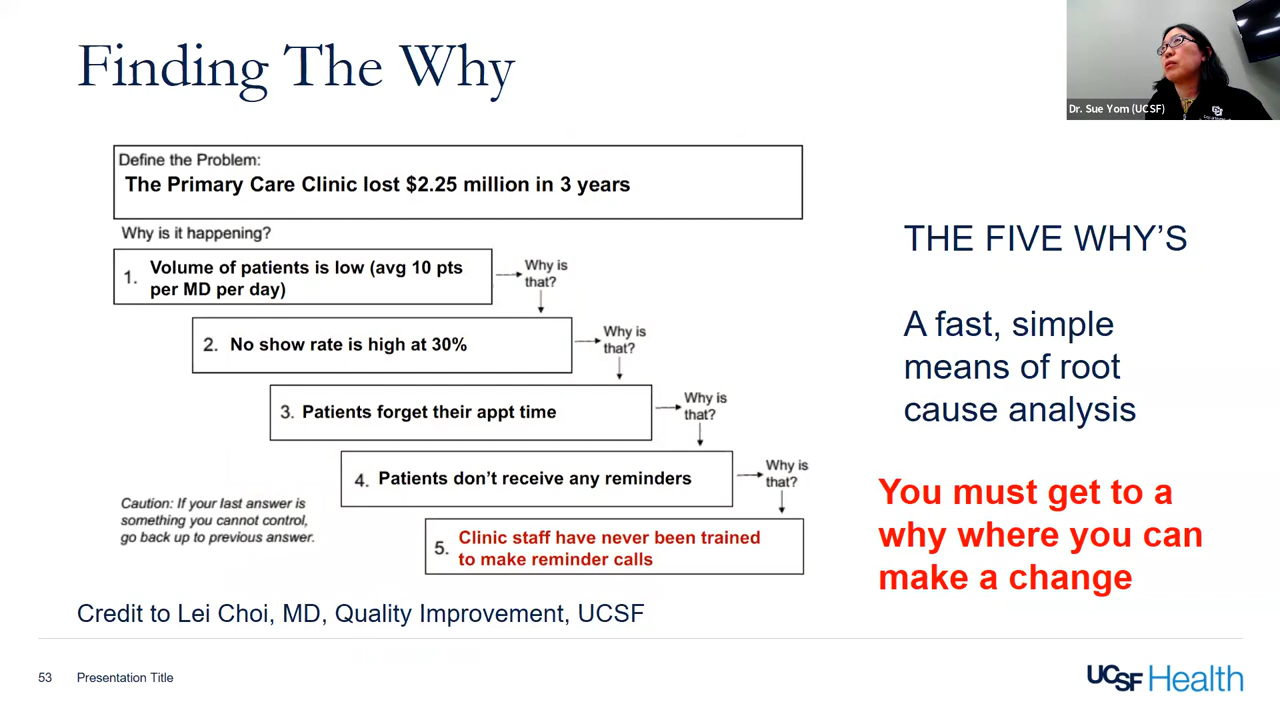 Finding The Why
Dr. Sue Yom (UCSF)
Define the Problem:
The Primary Care Clinic lost $2.25 million in 3 years
Why is it happening?
1. Volume of patients is low (avg 10 pts
per MD per day)
Why is
that?
2. No show rate is high at 30%
Why is
that?
3. Patients forget their appt time
Why is
that?
4. Patients don’t receive any reminders
Why is
that?
5. Clinic staff have never been trained
to make reminder calls
Caution: If your last answer is
something you cannot control,
go back up to previous answer.
THE FIVE WHY’S
A fast, simple
means of root
cause analysis
You must get to a
why where you can
make a change
Credit to Lei Choi, MD, Quality Improvement, UCSF
53 Presentation Title
UCSF Health